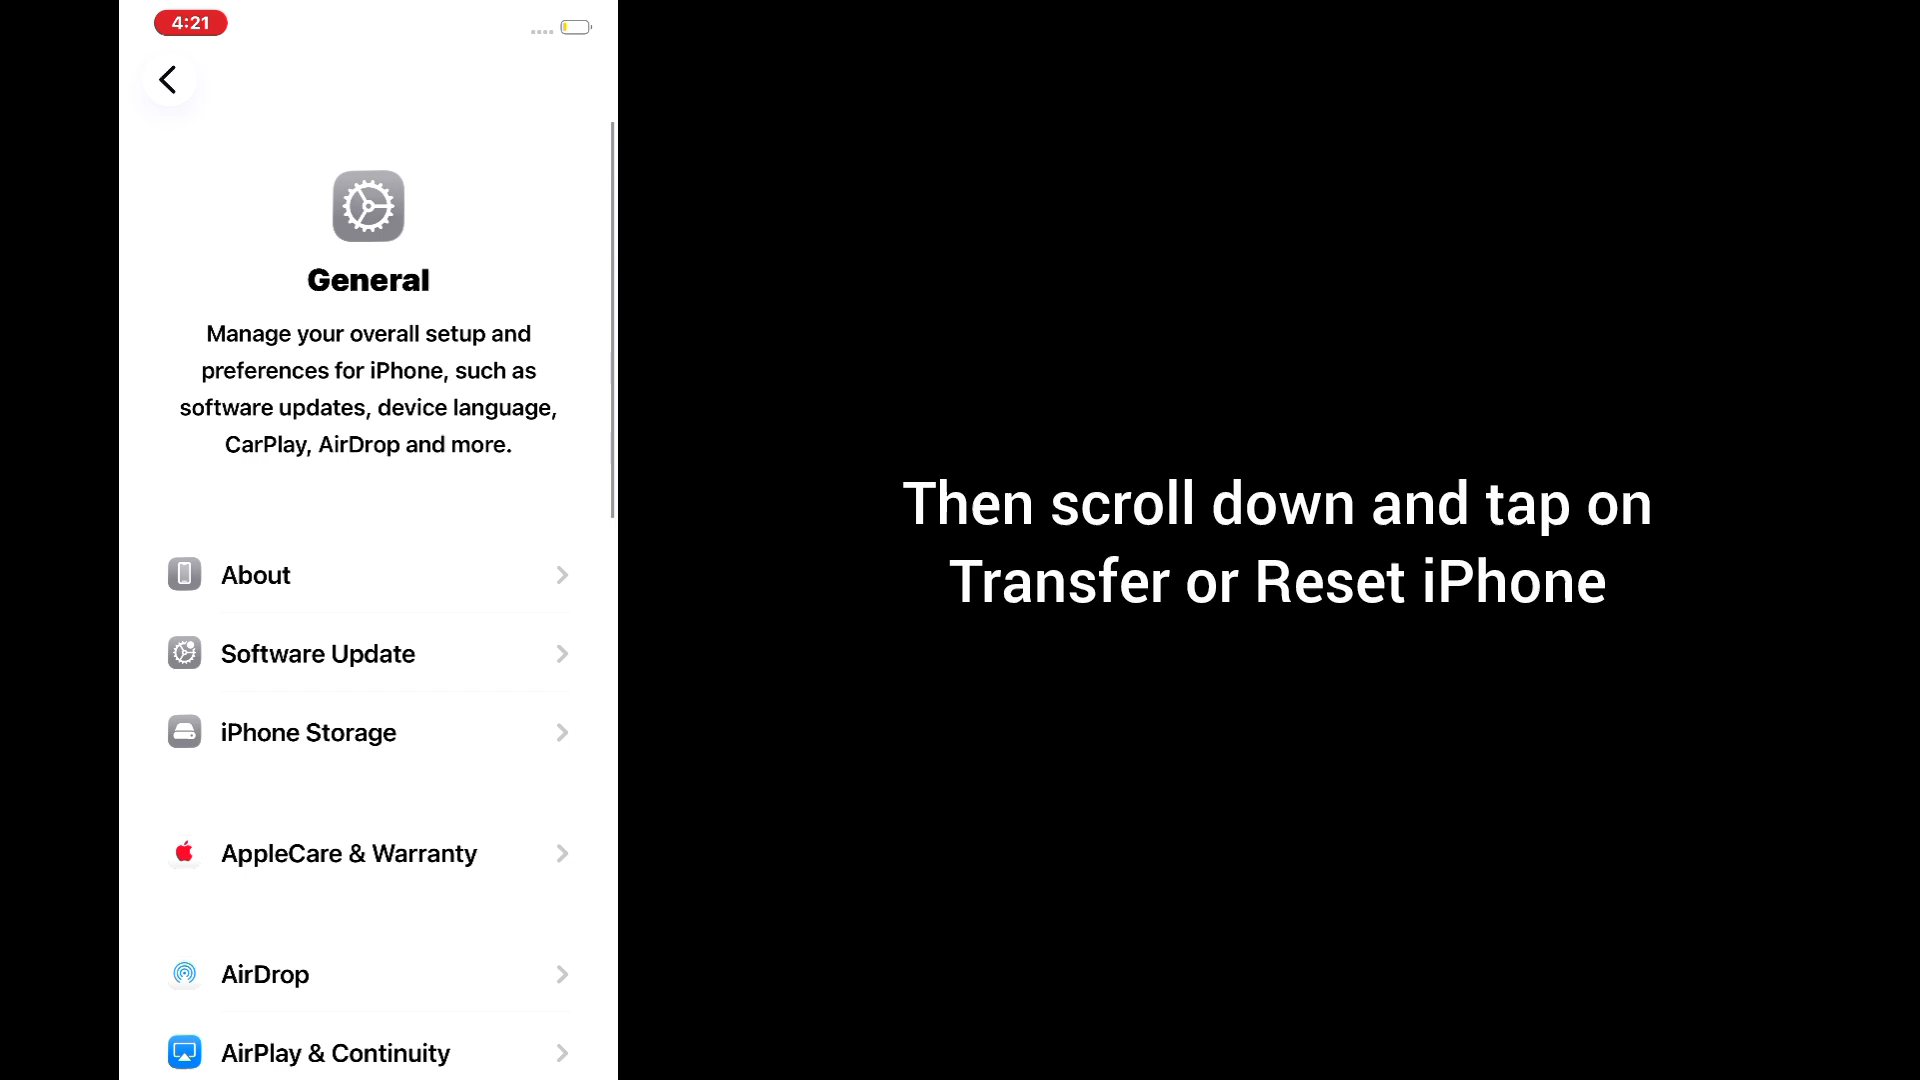 4:21
General
Manage your overall setup and
preferences for iPhone, such as
software updates, device language,
CarPlay, AirDrop and more.
About
Software Update
iPhone Storage
AppleCare & Warranty
AirDrop
AirPlay & Continuity
Then scroll down and tap on
Transfer or Reset iPhone